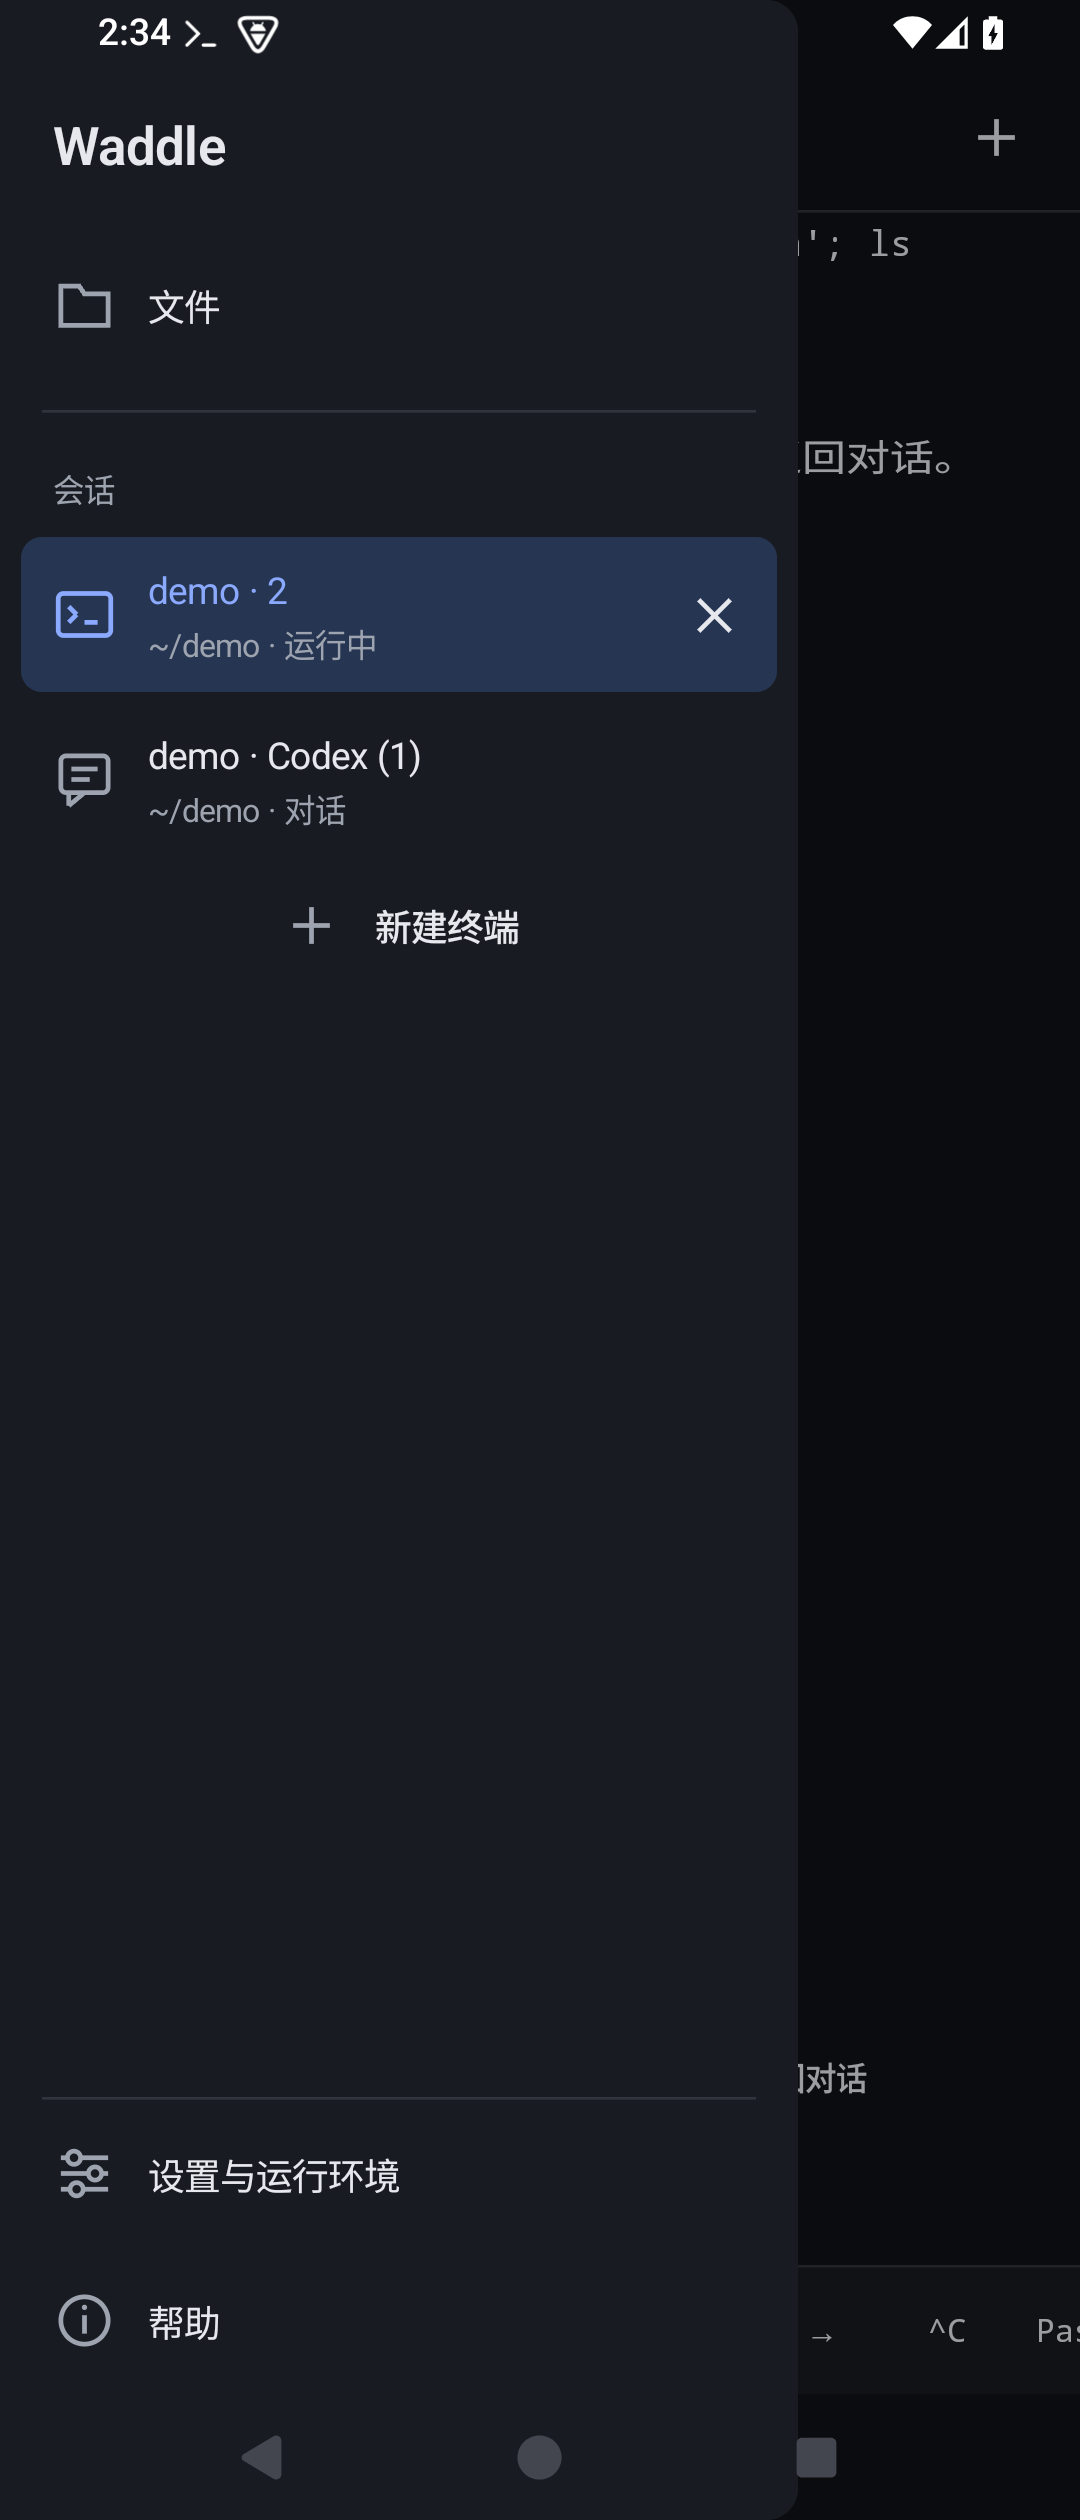 2:34
Waddle
'; ls
文件
回对话。
会话
demo · 2
~/demo · 运行中
demo · Codex (1)
~/demo · 对话
新建终端
对话
设置与运行环境
帮助
→ ^C